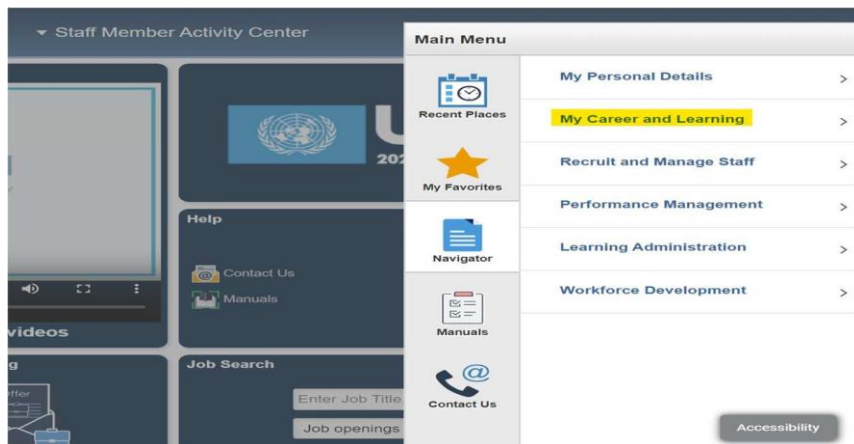 Staff Member Activity Center
Main Menu
Recent Places
My Favorites
Navigator
Manuals
Contact Us
My Personal Details
My Career and Learning
Recruit and Manage Staff
Performance Management
Learning Administration
Workforce Development
Accessibility
202
Help
Contact Us
Manuals
videos
g
offer
Job Search
Enter Job Title
Job openings